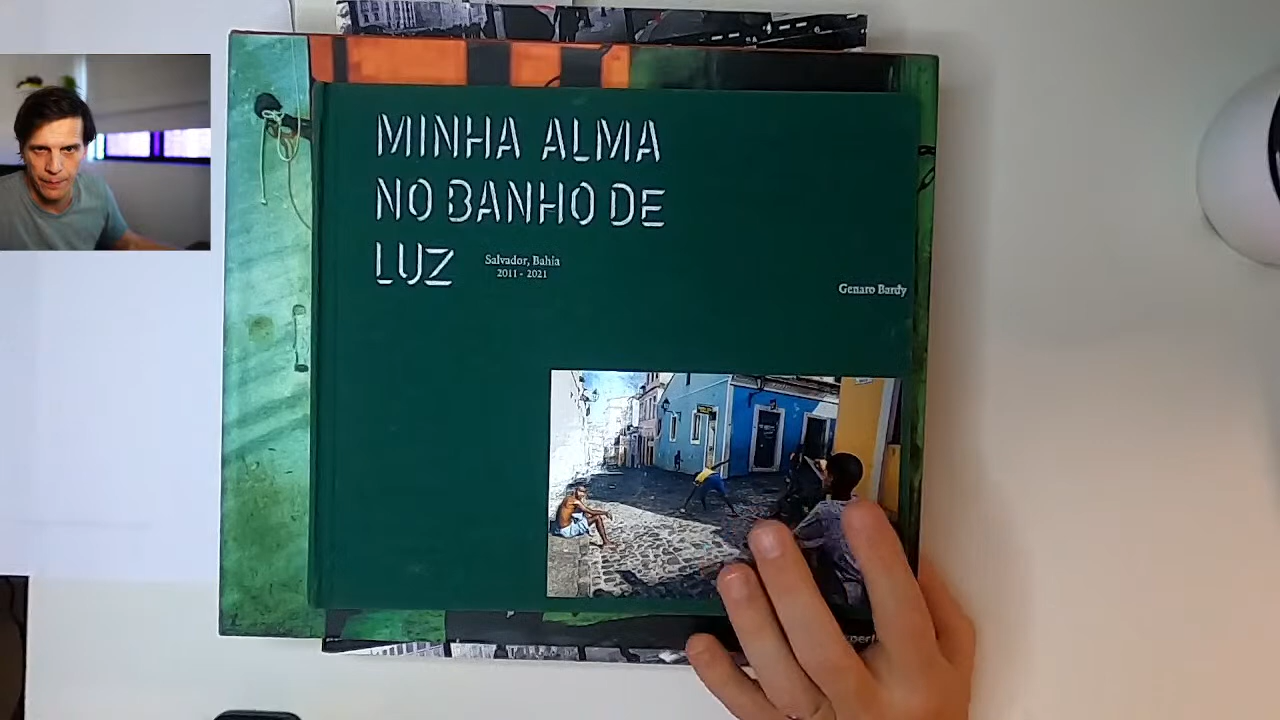 MINHA ALMA
NO BANHO DE
LUZ
Salvador, Bahia
2011 - 2021
Genaro Bardy